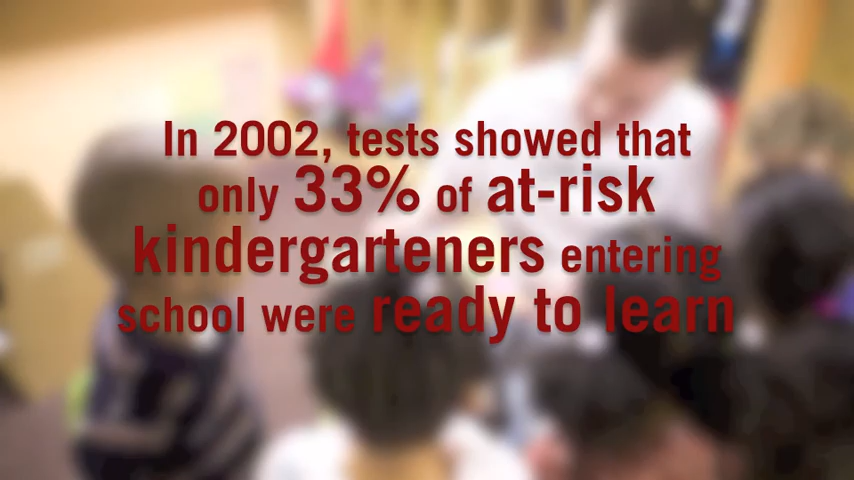 In 2002, tests showed that
only 33% of at-risk
kindergarteners entering
school were ready to learn